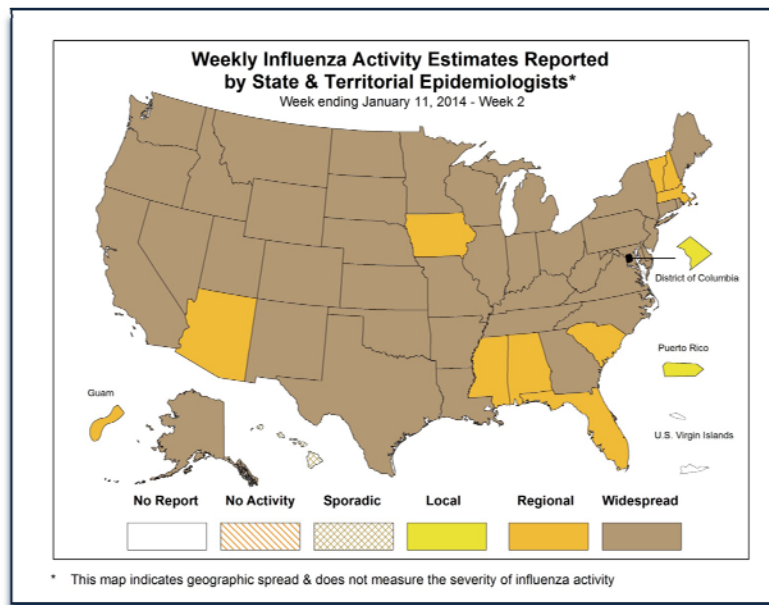 Weekly Influenza Activity Estimates Reported
by State & Territorial Epidemiologists*
Week ending January 11, 2014 - Week 2
District of Columbia
Puerto Rico
Guam
U.S. Virgin Islands
No Report No Activity Sporadic Local Regional Widespread
* This map indicates geographic spread & does not measure the severity of influenza activity